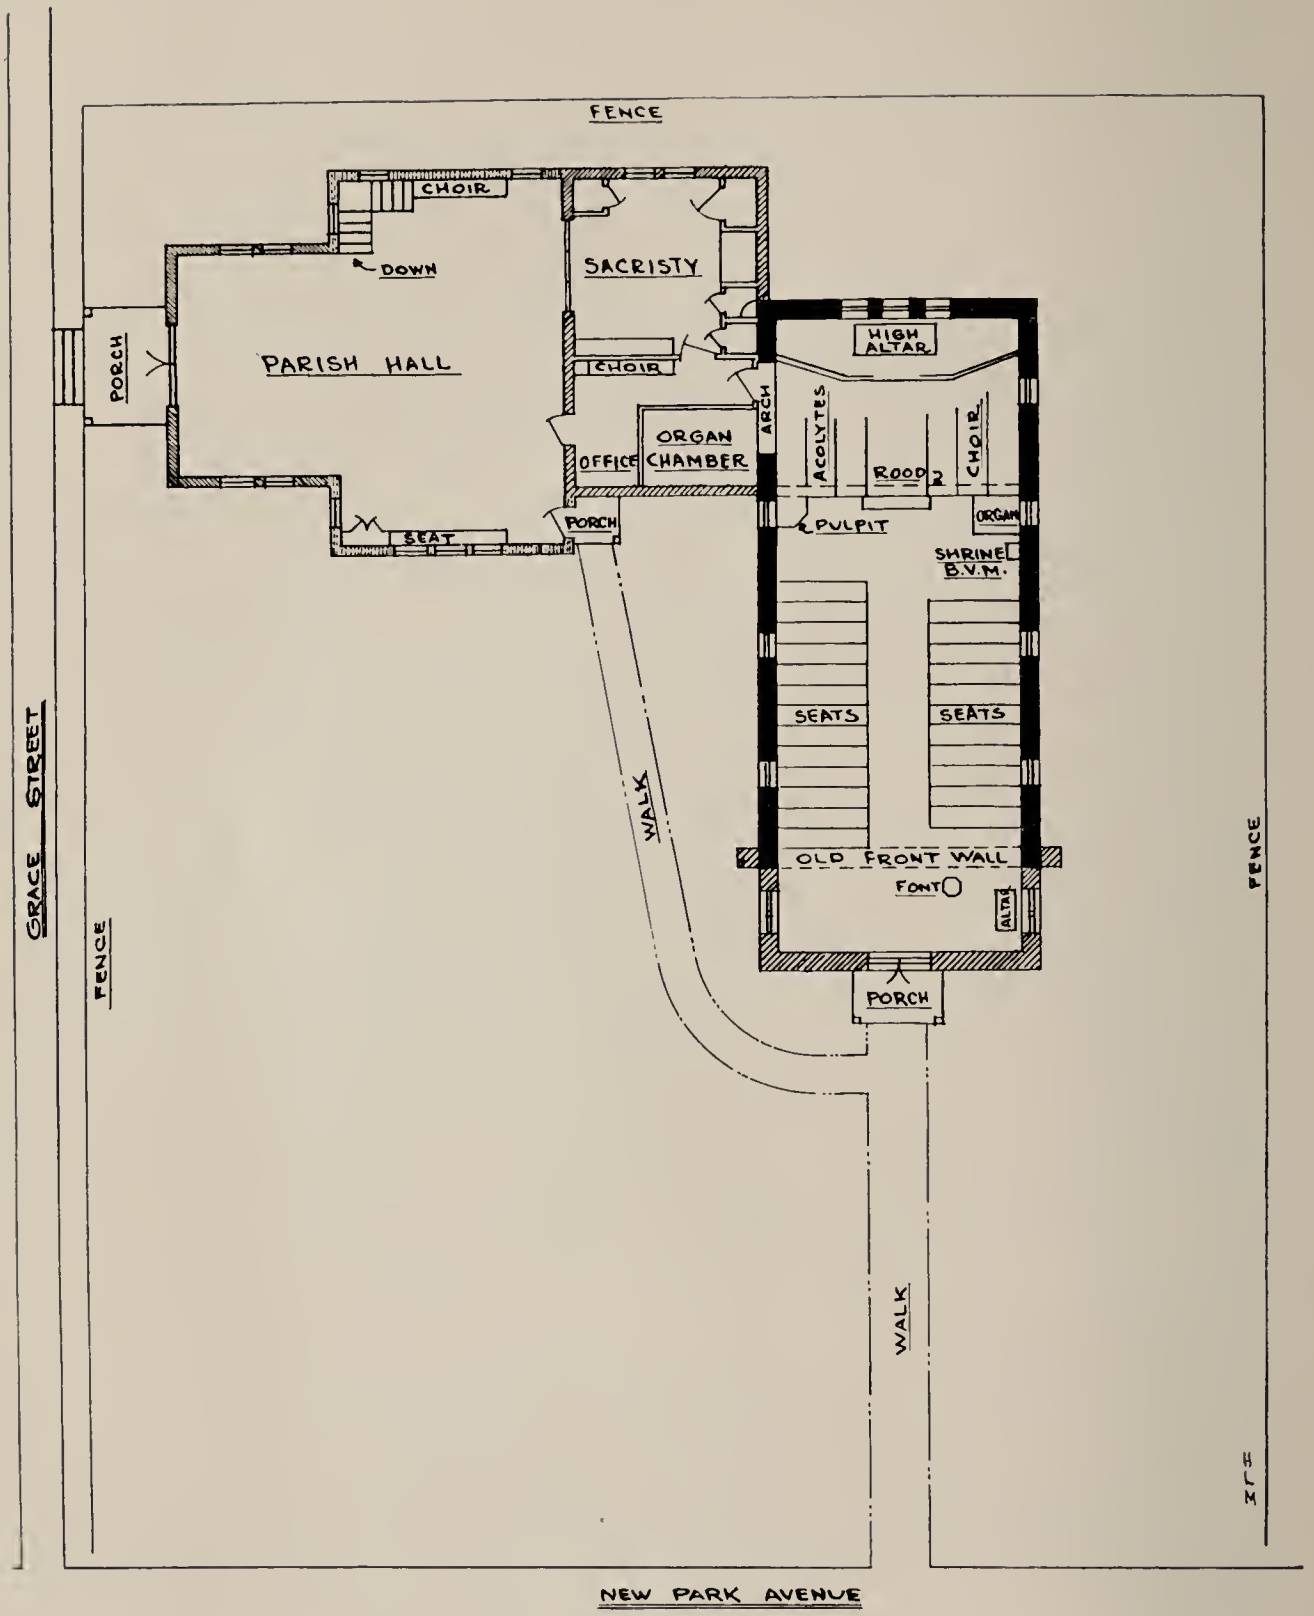 FENCE
CHOIR
DOWN
SACRISTY
PORCH
PARISH HALL
HIGH
ALTAR
CHOIR
ARCH
ACOLYTES
CHOIR
ORGAN
CHAMBER
OFFICE
ROOD
SEAT
PORCH
PULPIT
ORGAN
SHRINE
B.V.M.
SEATS
SEATS
GRACE STREET
WALK
FENCE
OLD FRONT WALL
FONT
ALTAR
FENCE
PORCH
WALK
HLM
NEW PARK AVENUE